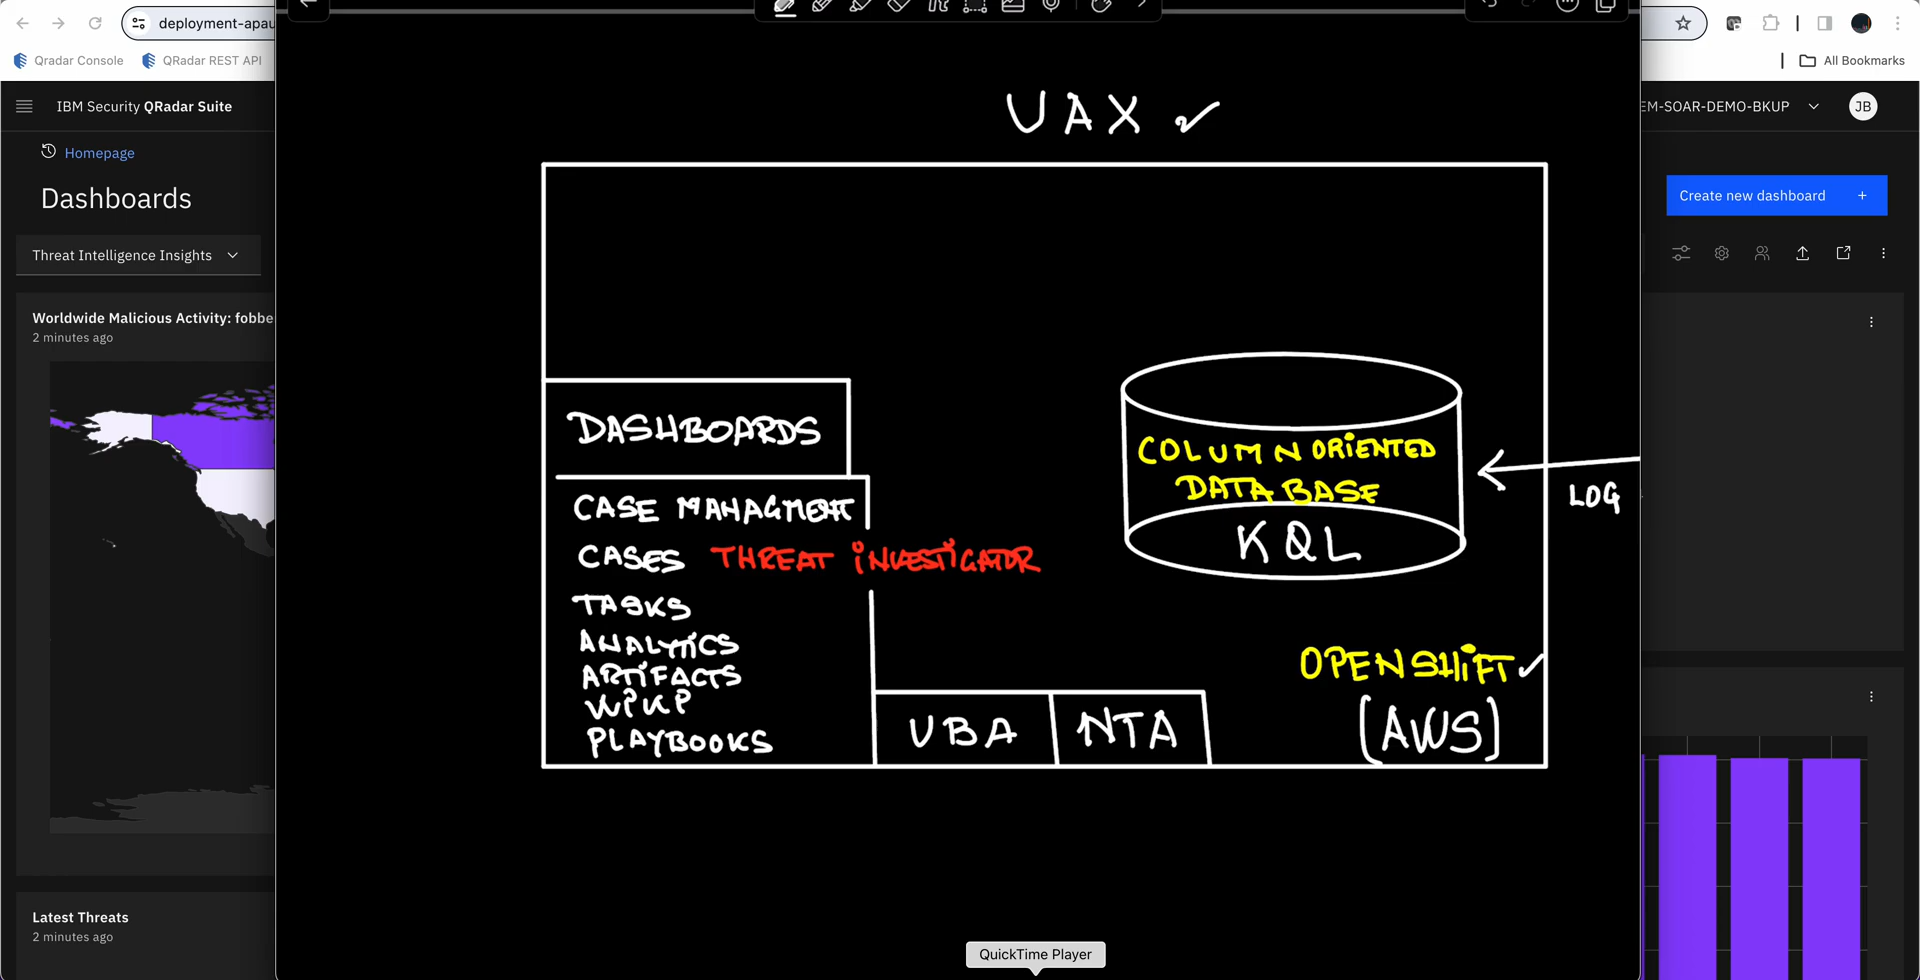 deployment-apau
Qradar Console
QRadar REST API
All Bookmarks
IBM Security QRadar Suite
EM-SOAR-DEMO-BKUP
JB
Homepage
Dashboards
Create new dashboard +
Threat Intelligence Insights
Worldwide Malicious Activity: fobbe
2 minutes ago
Latest Threats
2 minutes ago
UAX ✓
DASHBOARDS
CASE MANAGMENT
CASES THREAT INVESTIGATOR
TASKS
ANALYTICS
ARTIFACTS
PLAYBOOKS
UBA
NTA
COLUMN ORIENTED
DATABASE
KQL
LOG
OPENSHIFT ✓
(AWS)
QuickTime Player